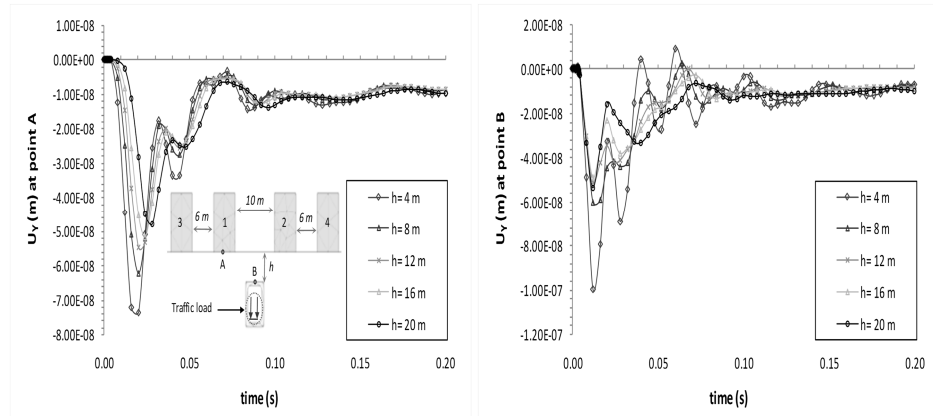 1.00E-08
0.00E+00
-1.00E-08
-2.00E-08
-3.00E-08
-4.00E-08
-5.00E-08
-6.00E-08
-7.00E-08
-8.00E-08
U_Y (m) at point A
0.00
0.05
0.10
0.15
0.20
time (s)
10 m
3
6 m
1
2
6 m
4
A
h
B
Traffic load
h= 4 m
h= 8 m
h= 12 m
h= 16 m
h= 20 m
2.00E-08
0.00E+00
-2.00E-08
-4.00E-08
-6.00E-08
-8.00E-08
-1.00E-07
-1.20E-07
U_Y (m) at point B
0.00
0.05
0.10
0.15
0.20
time (s)
h= 4 m
h= 8 m
h= 12 m
h= 16 m
h= 20 m